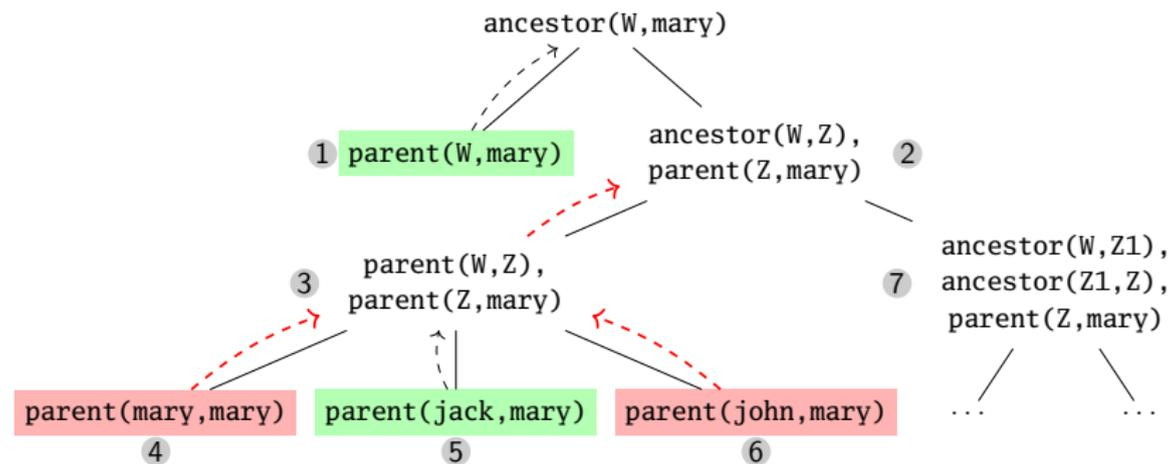 ancestor(W,mary)
1 parent(W,mary)
ancestor(W,Z),
parent(Z,mary)
2
3
parent(W,Z),
parent(Z,mary)
7
ancestor(W,Z1),
ancestor(Z1,Z),
parent(Z,mary)
parent(mary,mary)
4
parent(jack,mary)
5
parent(john,mary)
6
...
...